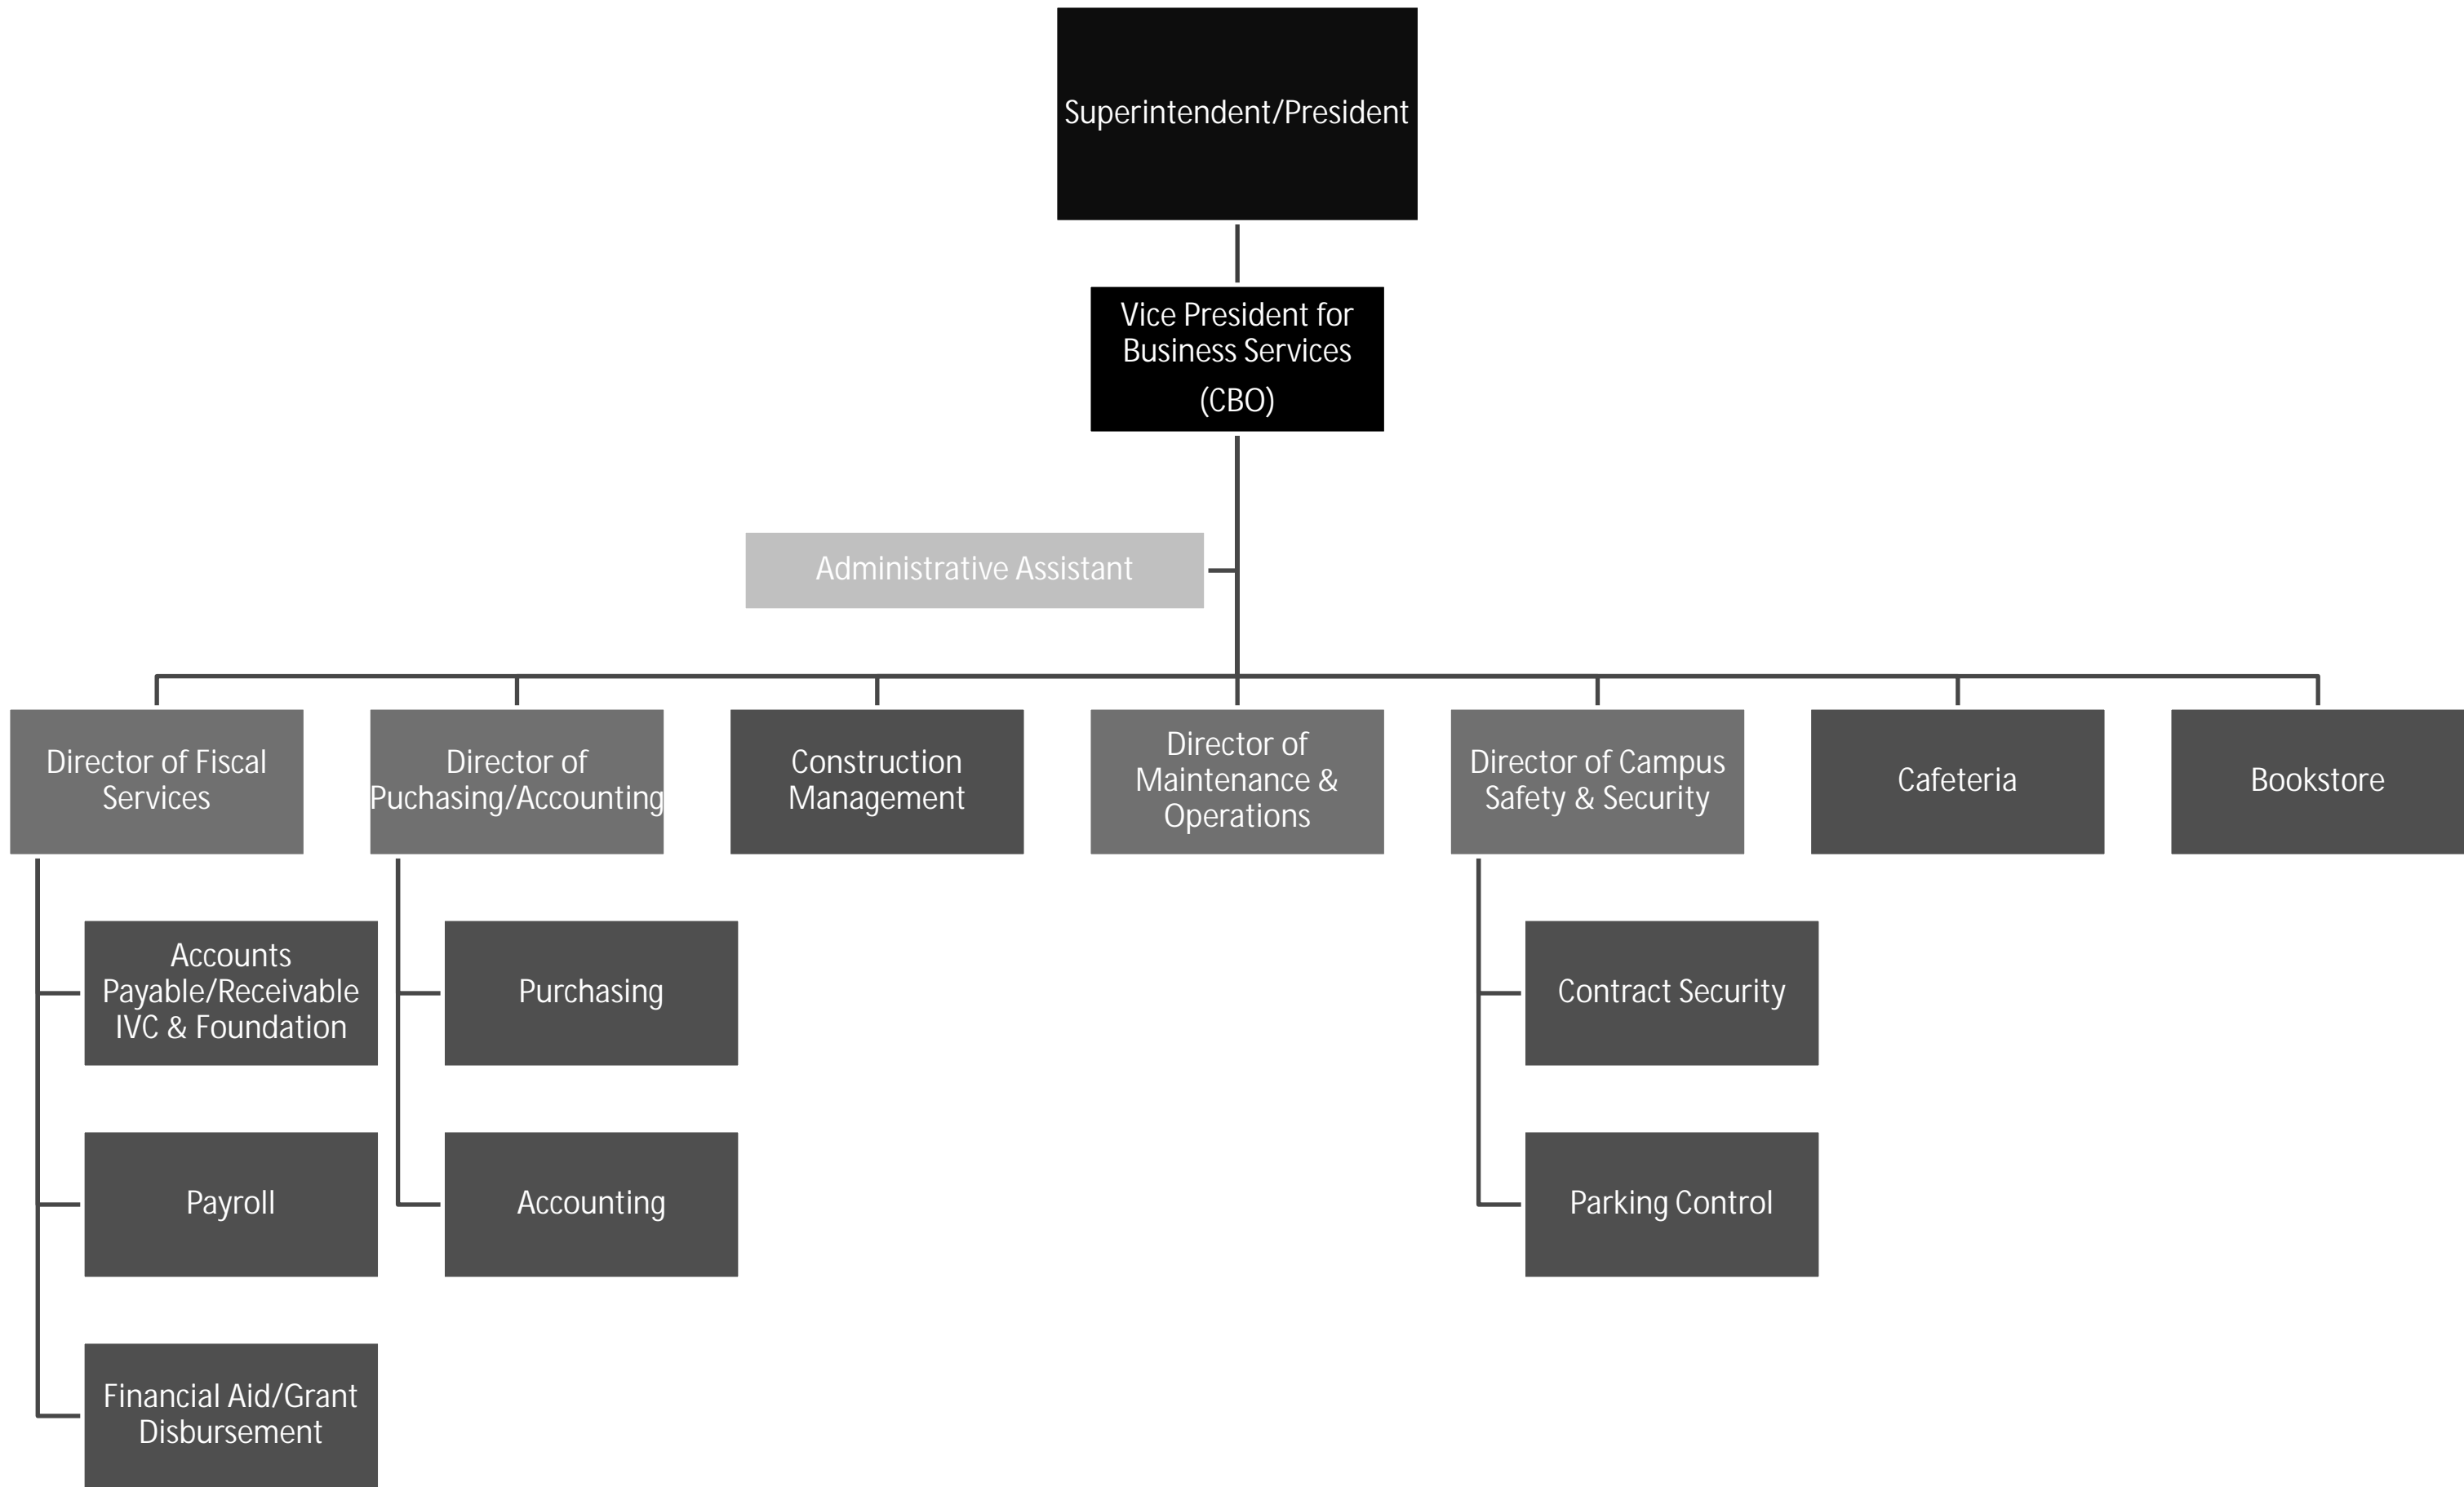 Superintendent/President
Vice President for
Business Services
(CBO)
Administrative Assistant
Director of Fiscal
Services
Director of
Puchasing/Accounting
Construction
Management
Director of
Maintenance &
Operations
Director of Campus
Safety & Security
Cafeteria
Bookstore
Accounts
Payable/Receivable
IVC & Foundation
Purchasing
Contract Security
Payroll
Accounting
Parking Control
Financial Aid/Grant
Disbursement